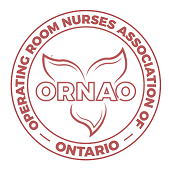 OPERATING ROOM NURSES ASSOCIATION OF
ORNAO
ONTARIO